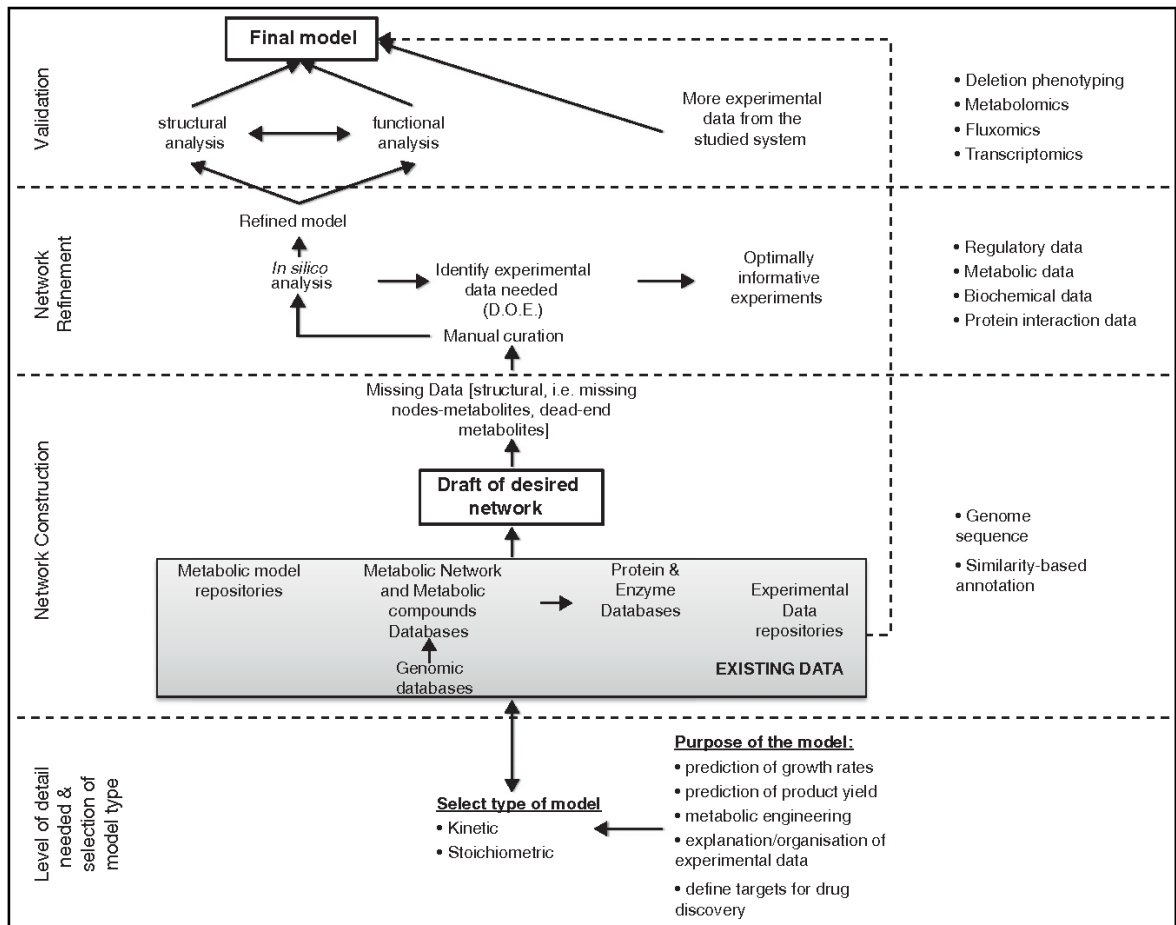 Validation
Final model
structural
analysis
functional
analysis
More experimental
data from the
studied system
• Deletion phenotyping
• Metabolomics
• Fluxomics
• Transcriptomics
Network
Refinement
Refined model
In silico
analysis
Identify experimental
data needed
(D.O.E.)
Manual curation
Optimally
informative
experiments
• Regulatory data
• Metabolic data
• Biochemical data
• Protein interaction data
Network Construction
Missing Data [structural, i.e. missing
nodes-metabolites, dead-end
metabolites]
Draft of desired
network
Metabolic model
repositories
Metabolic Network
and Metabolic
compounds
Databases
Genomic
databases
Protein &
Enzyme
Databases
Experimental
Data
repositories
EXISTING DATA
• Genome
sequence
• Similarity-based
annotation
Level of detail
needed &
selection of
model type
Select type of model
• Kinetic
• Stoichiometric
Purpose of the model:
• prediction of growth rates
• prediction of product yield
• metabolic engineering
• explanation/organisation of
experimental data
• define targets for drug
discovery